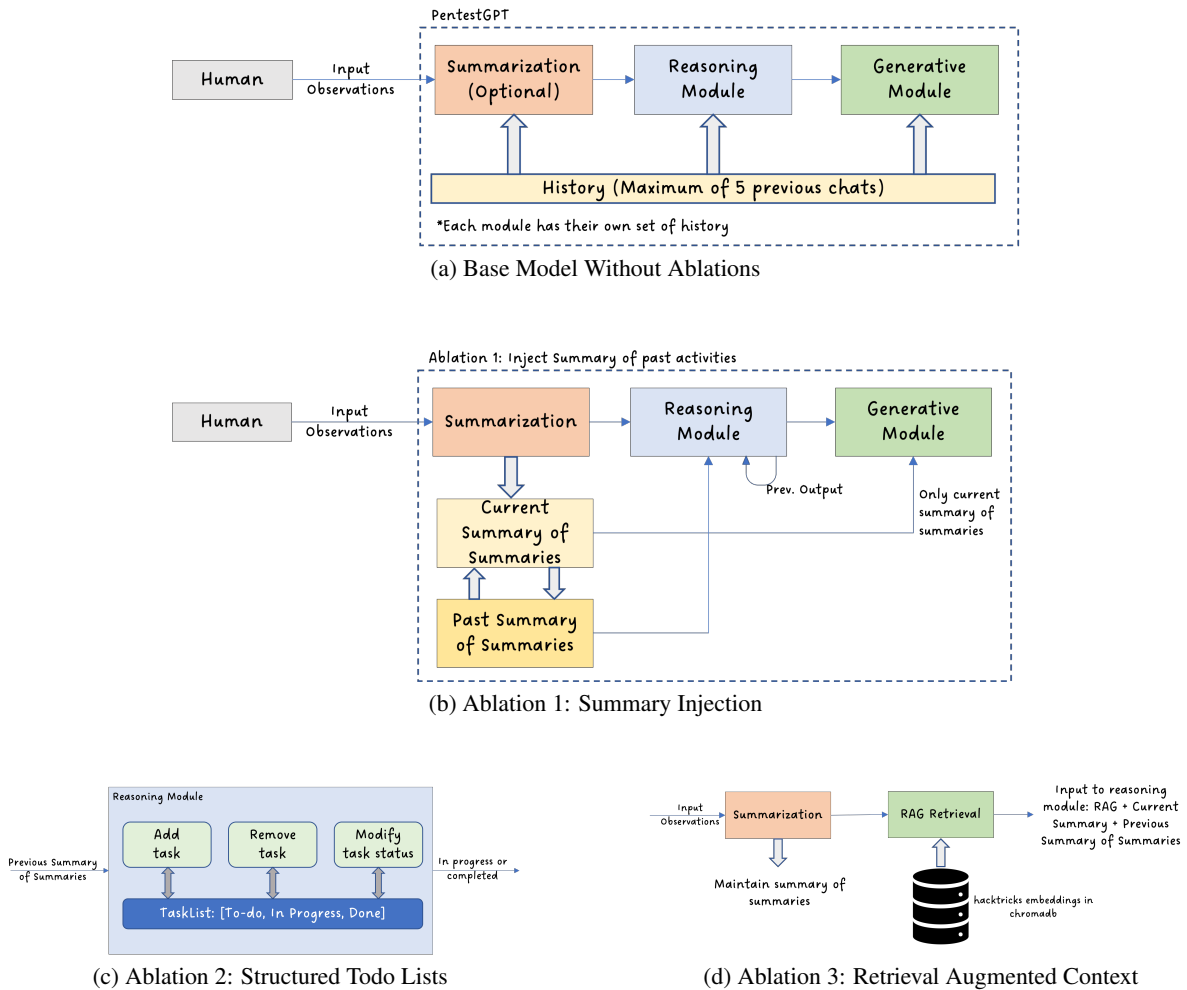 PentestGPT
Human
Input
Observations
Summarization
(Optional)
Reasoning
Module
Generative
Module
History (Maximum of 5 previous chats)
*Each module has their own set of history
(a) Base Model Without Ablations
Ablation 1: Inject Summary of past activities
Human
Input
Observations
Summarization
Reasoning
Module
Generative
Module
Prev. Output
Only current
summary of
summaries
Current
Summary of
Summaries
Past Summary
of Summaries
(b) Ablation 1: Summary Injection
Reasoning Module
Add
task
Remove
task
Modify
task status
Previous Summary
of Summaries
In progress or
completed
TaskList: [To-do, In Progress, Done]
(c) Ablation 2: Structured Todo Lists
Input
Observations
Summarization
RAG Retrieval
Input to reasoning
module: RAG + Current
Summary + Previous
Summary of Summaries
Maintain summary of
summaries
hacktricks embeddings in
chromadb
(d) Ablation 3: Retrieval Augmented Context